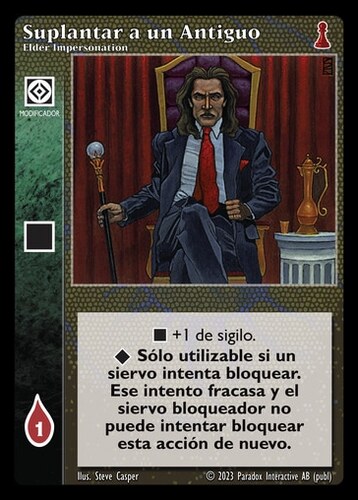 Suplantar a un Antiguo
Elder Impersonation
MODIFICADOR
+1 de sigilo.
Sólo utilizable si un
siervo intenta bloquear.
Ese intento fracasa y el
siervo bloqueador no
puede intentar bloquear
esta acción de nuevo.
1
Ilus. Steve Casper
© 2023 Paradox Interactive AB (publ)